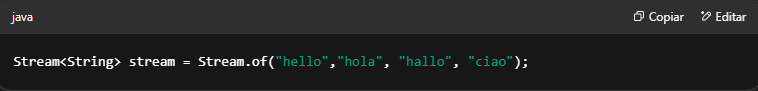 java Copiar Editar
Stream<String> stream = Stream.of("hello","hola", "hallo", "ciao");